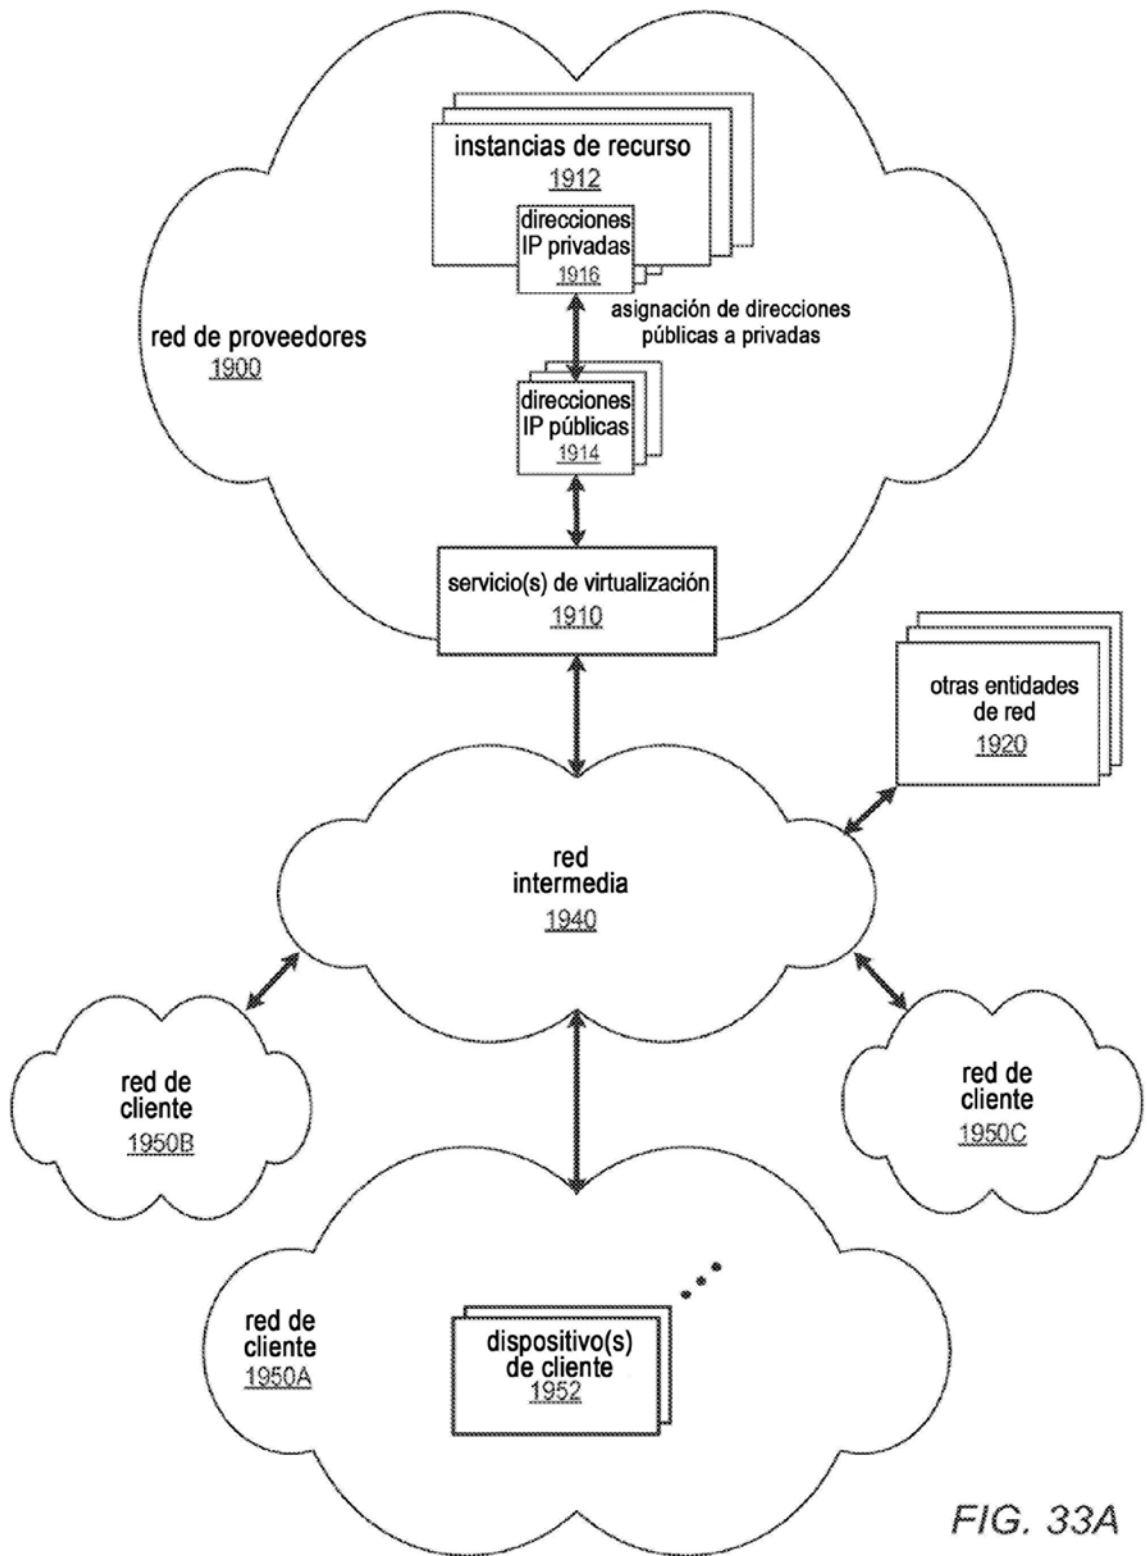 instancias de recurso
1912
direcciones
IP privadas
1916
asignación de direcciones
públicas a privadas
red de proveedores
1900
direcciones
IP públicas
1914
servicio(s) de virtualización
1910
otras entidades
de red
1920
red
intermedia
1940
red de
cliente
1950B
red de
cliente
1950C
red de
cliente
1950A
dispositivo(s)
de cliente
1952
FIG. 33A